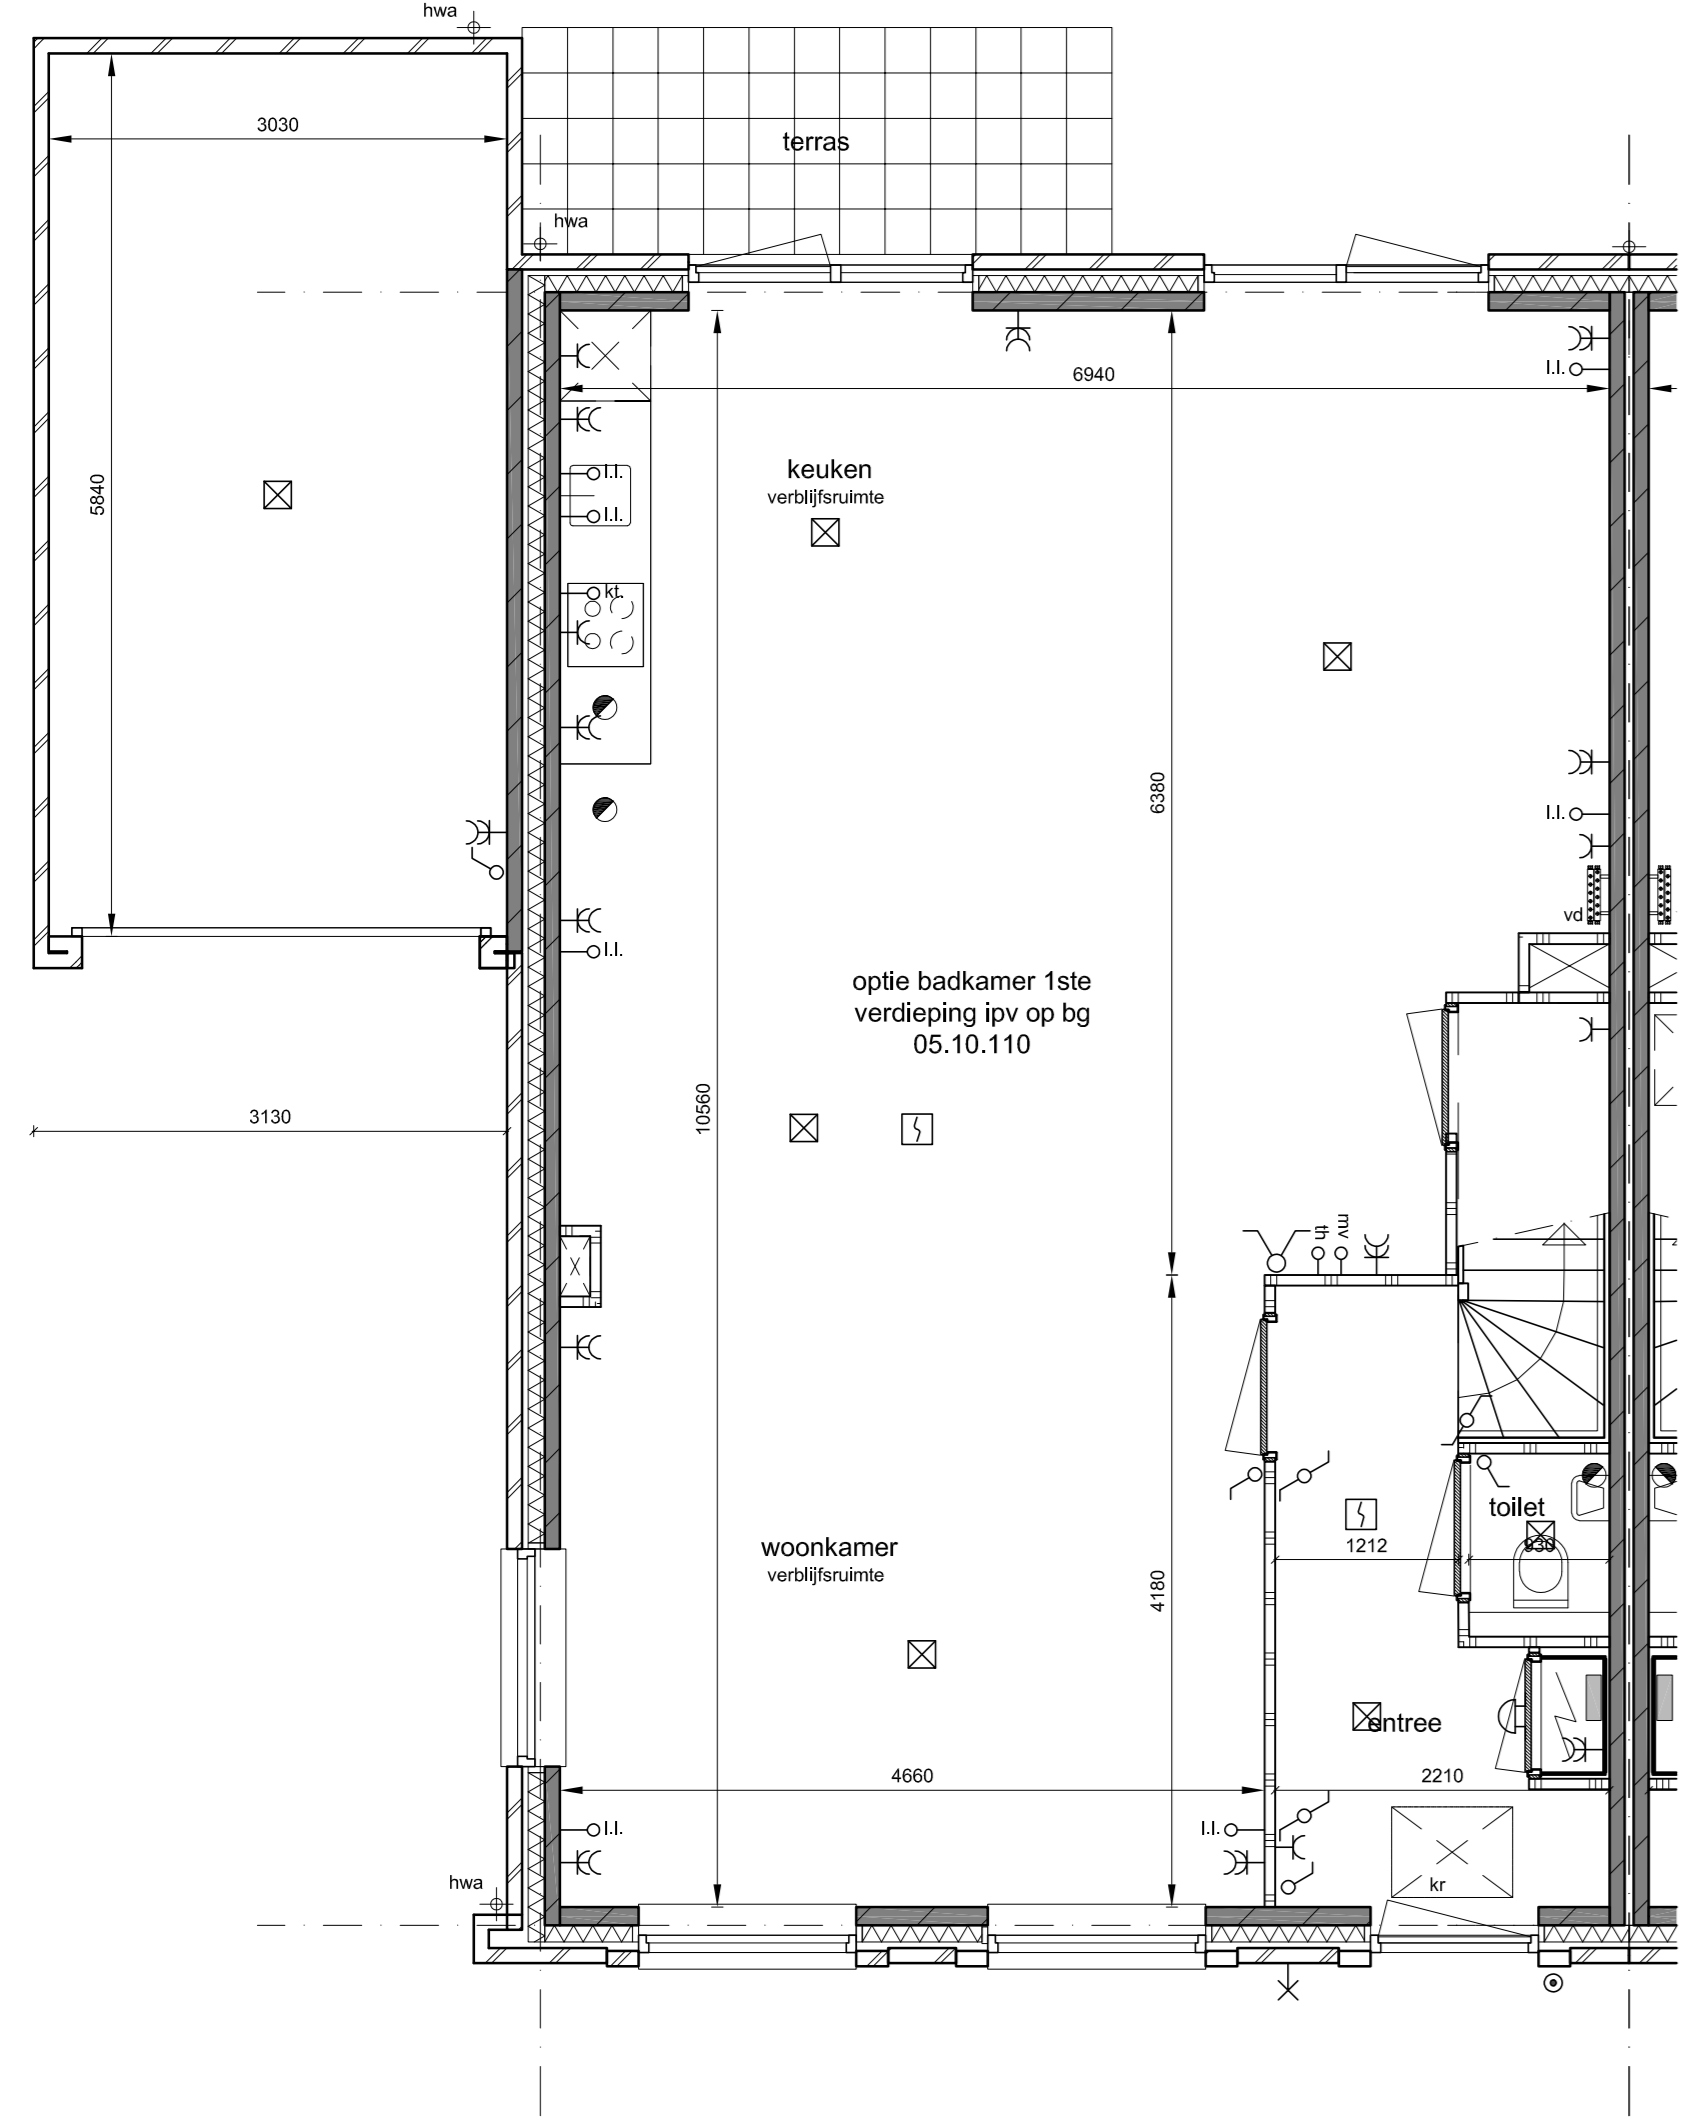 hwa
3030
terras
hwa
6940
l.l.
keuken
verblijfsruimte
l.l.
5840
l.l.
kt.
6380
l.l.
vd
l.l.
optie badkamer 1ste
verdieping ipv op bg
05.10.110
10560
3130
th
mv
toilet
1212
930
woonkamer
verblijfsruimte
4180
entree
4660
2210
l.l.
l.l.
hwa
kr